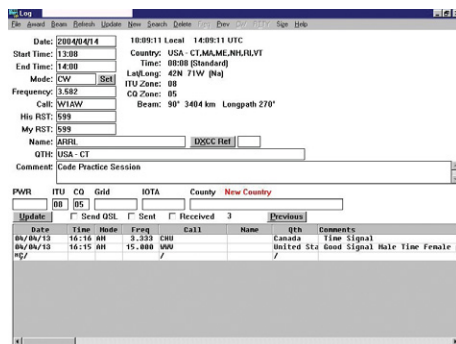 Log
File Award Beam Refresh Update New Search Delete Prev CW RTTY Sign Help
Date: 2004/04/14 10:09:11 Local 14:09:11 UTC
Start Time: 13:08 Country: USA - CT,MA,ME,NH,RI,VT
End Time: 14:00 Time: 08:08 (Standard)
Mode: CW Set Lat/Long: 42N 71W (Na)
Frequency: 3.582 ITU Zone: 08
CQ Zone: 05
Call: W1AW Beam: 90° 3404 km Longpath 270°
His RST: 599
My RST: 599
Name: ARRL DXCC Ref
QTH: USA - CT
Comment: Code Practice Session
PWR ITU CQ Grid IOTA County New Country
08 05
Update Send QSL Sent Received 3 Previous
Date Time Mode Freq Call Name Qth Comments
04/04/13 16:16 AM 3.333 CHU Canada Time Signal
04/04/13 16:15 AM 15.000 WWV United Sta Good Signal Male Time Female
/ /